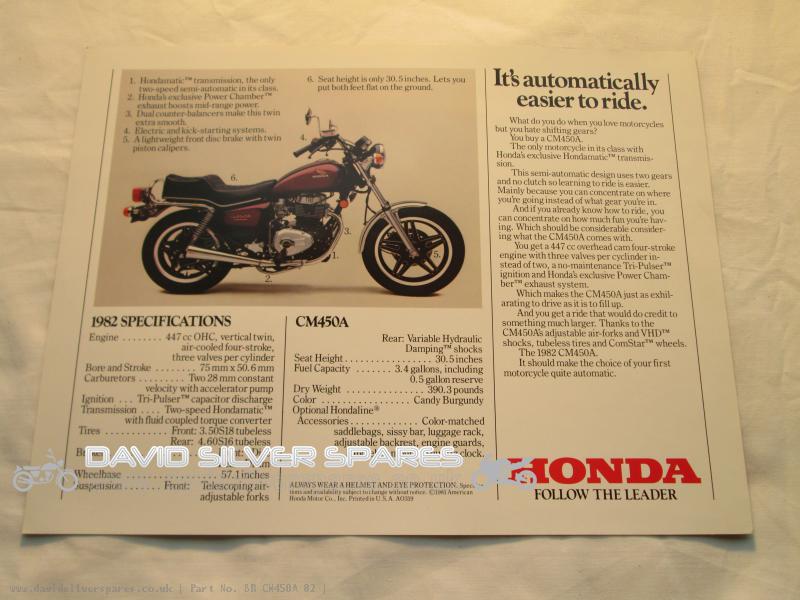 1. Hondamatic™ transmission, the only
two-speed semi-automatic in its class.
2. Honda's exclusive Power Chamber™
exhaust boosts mid-range power.
3. Dual counter-balancers make this twin
extra smooth.
4. Electric and kick-starting systems.
5. A lightweight front disc brake with twin
piston calipers.
6. Seat height is only 30.5 inches. Lets you
put both feet flat on the ground.
4.
6.
3.
1.
2.
5.
HONDA
1982 SPECIFICATIONS
Engine . . . . . . . . 447 cc OHC, vertical twin,
air-cooled four-stroke,
three valves per cylinder
Bore and Stroke . . . . . . . 75 mm x 50.6 mm
Carburetors . . . . . . Two 28 mm constant
velocity with accelerator pump
Ignition . . . Tri-Pulser™ capacitor discharge
Transmission . . . . Two-speed Hondamatic™
with fluid coupled torque converter
Tires . . . . . . . . . . . Front: 3.50S18 tubeless
Rear: 4.60S16 tubeless
Wheelbase . . . . . . . . . . . . . . . 57.1 inches
Suspension . . . . . . Front: Telescoping air-
adjustable forks
CM450A
Rear: Variable Hydraulic
Damping™ shocks
Seat Height . . . . . . . . . . . . . . . 30.5 inches
Fuel Capacity . . . . . . . 3.4 gallons, including
0.5 gallon reserve
Dry Weight . . . . . . . . . . . . . 390.3 pounds
Color . . . . . . . . . . . . . . . Candy Burgundy
Optional Hondaline®
Accessories . . . . . . . . . . . . Color-matched
saddlebags, sissy bar, luggage rack,
adjustable backrest, engine guards,
clock.
ALWAYS WEAR A HELMET AND EYE PROTECTION.
tions and availability subject to change without notice. ©1981 American
Honda Motor Co., Inc. Printed in U.S.A. A0319
It's automatically
easier to ride.
What do you do when you love motorcycles
but you hate shifting gears?
You buy a CM450A.
The only motorcycle in its class with
Honda's exclusive Hondamatic™ transmis-
sion.
This semi-automatic design uses two gears
and no clutch so learning to ride is easier.
Mainly because you can concentrate on where
you're going instead of what gear you're in.
And if you already know how to ride, you
can concentrate on how much fun you're hav-
ing. Which should be considerable consider-
ing what the CM450A comes with.
You get a 447 cc overhead cam four-stroke
engine with three valves per cylinder in-
stead of two, a no-maintenance Tri-Pulser™
ignition and Honda's exclusive Power Cham-
ber™ exhaust system.
Which makes the CM450A just as exhil-
arating to drive as it is to fill up.
And you get a ride that would do credit to
something much larger. Thanks to the
CM450A's adjustable air-forks and VHD™
shocks, tubeless tires and ComStar™ wheels.
The 1982 CM450A.
It should make the choice of your first
motorcycle quite automatic.
HONDA
FOLLOW THE LEADER
DAVID SILVER SPARES
www.davidsilverspares.co.uk | Part No. SB CM450A 82 |